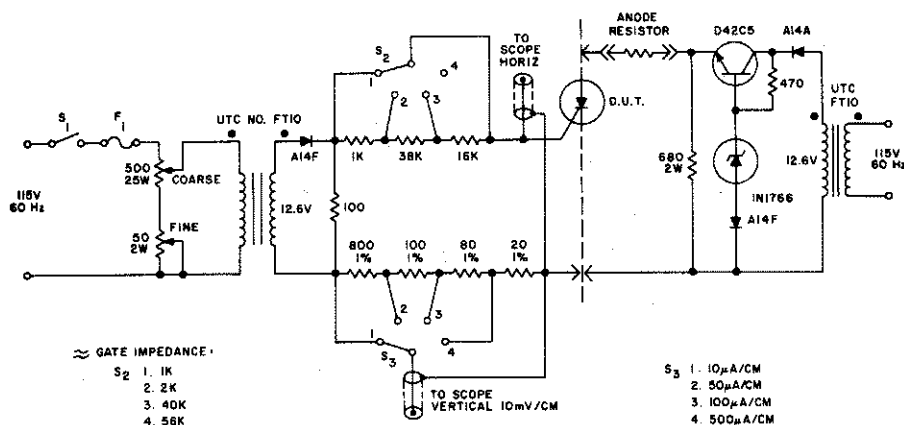 S1
F1
115V
60 Hz
500
25W
COARSE
50
2W
FINE
UTC NO. FT10
12.6V
A14F
S2
1
2
3
4
1K
38K
16K
100
800
1%
100
1%
80
1%
20
1%
1
2
3
4
S3
TO
SCOPE
HORIZ
TO SCOPE
VERTICAL 10mV/CM
D.U.T.
ANODE
RESISTOR
D42C5
A14A
470
680
2W
1N1766
A14F
UTC
FT10
12.6V
115V
60 Hz
≈ GATE IMPEDANCE:
S2 1. 1K
2. 2K
3. 40K
4. 56K
S3 1. 10μA/CM
2. 50μA/CM
3. 100μA/CM
4. 500μA/CM